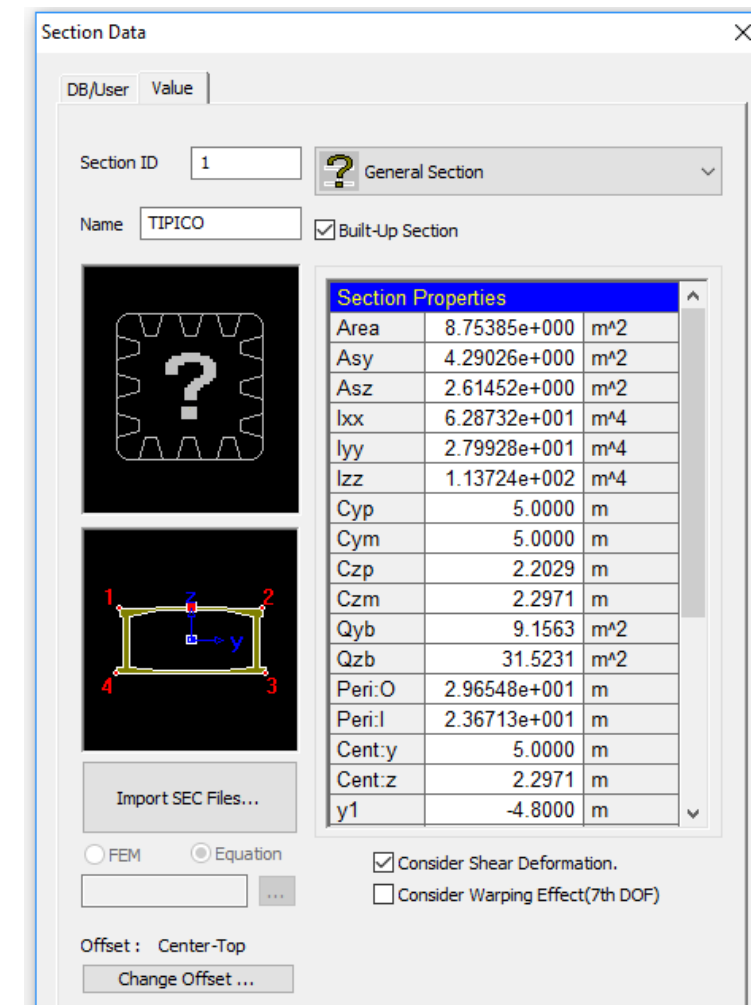 Section Data
DB/User Value
Section ID 1
General Section
Name TIPICO
Built-Up Section
Section Properties
Area 8.75385e+000 m^2
Asy 4.29026e+000 m^2
Asz 2.61452e+000 m^2
Ixx 6.28732e+001 m^4
Iyy 2.79928e+001 m^4
Izz 1.13724e+002 m^4
Cyp 5.0000 m
Cym 5.0000 m
Czp 2.2029 m
Czm 2.2971 m
Qyb 9.1563 m^2
Qzb 31.5231 m^2
Peri:O 2.96548e+001 m
Peri:I 2.36713e+001 m
Cent:y 5.0000 m
Cent:z 2.2971 m
y1 -4.8000 m
?
1 z 2
y
4 3
Import SEC Files...
FEM Equation
...
Consider Shear Deformation.
Consider Warping Effect(7th DOF)
Offset : Center-Top
Change Offset ...